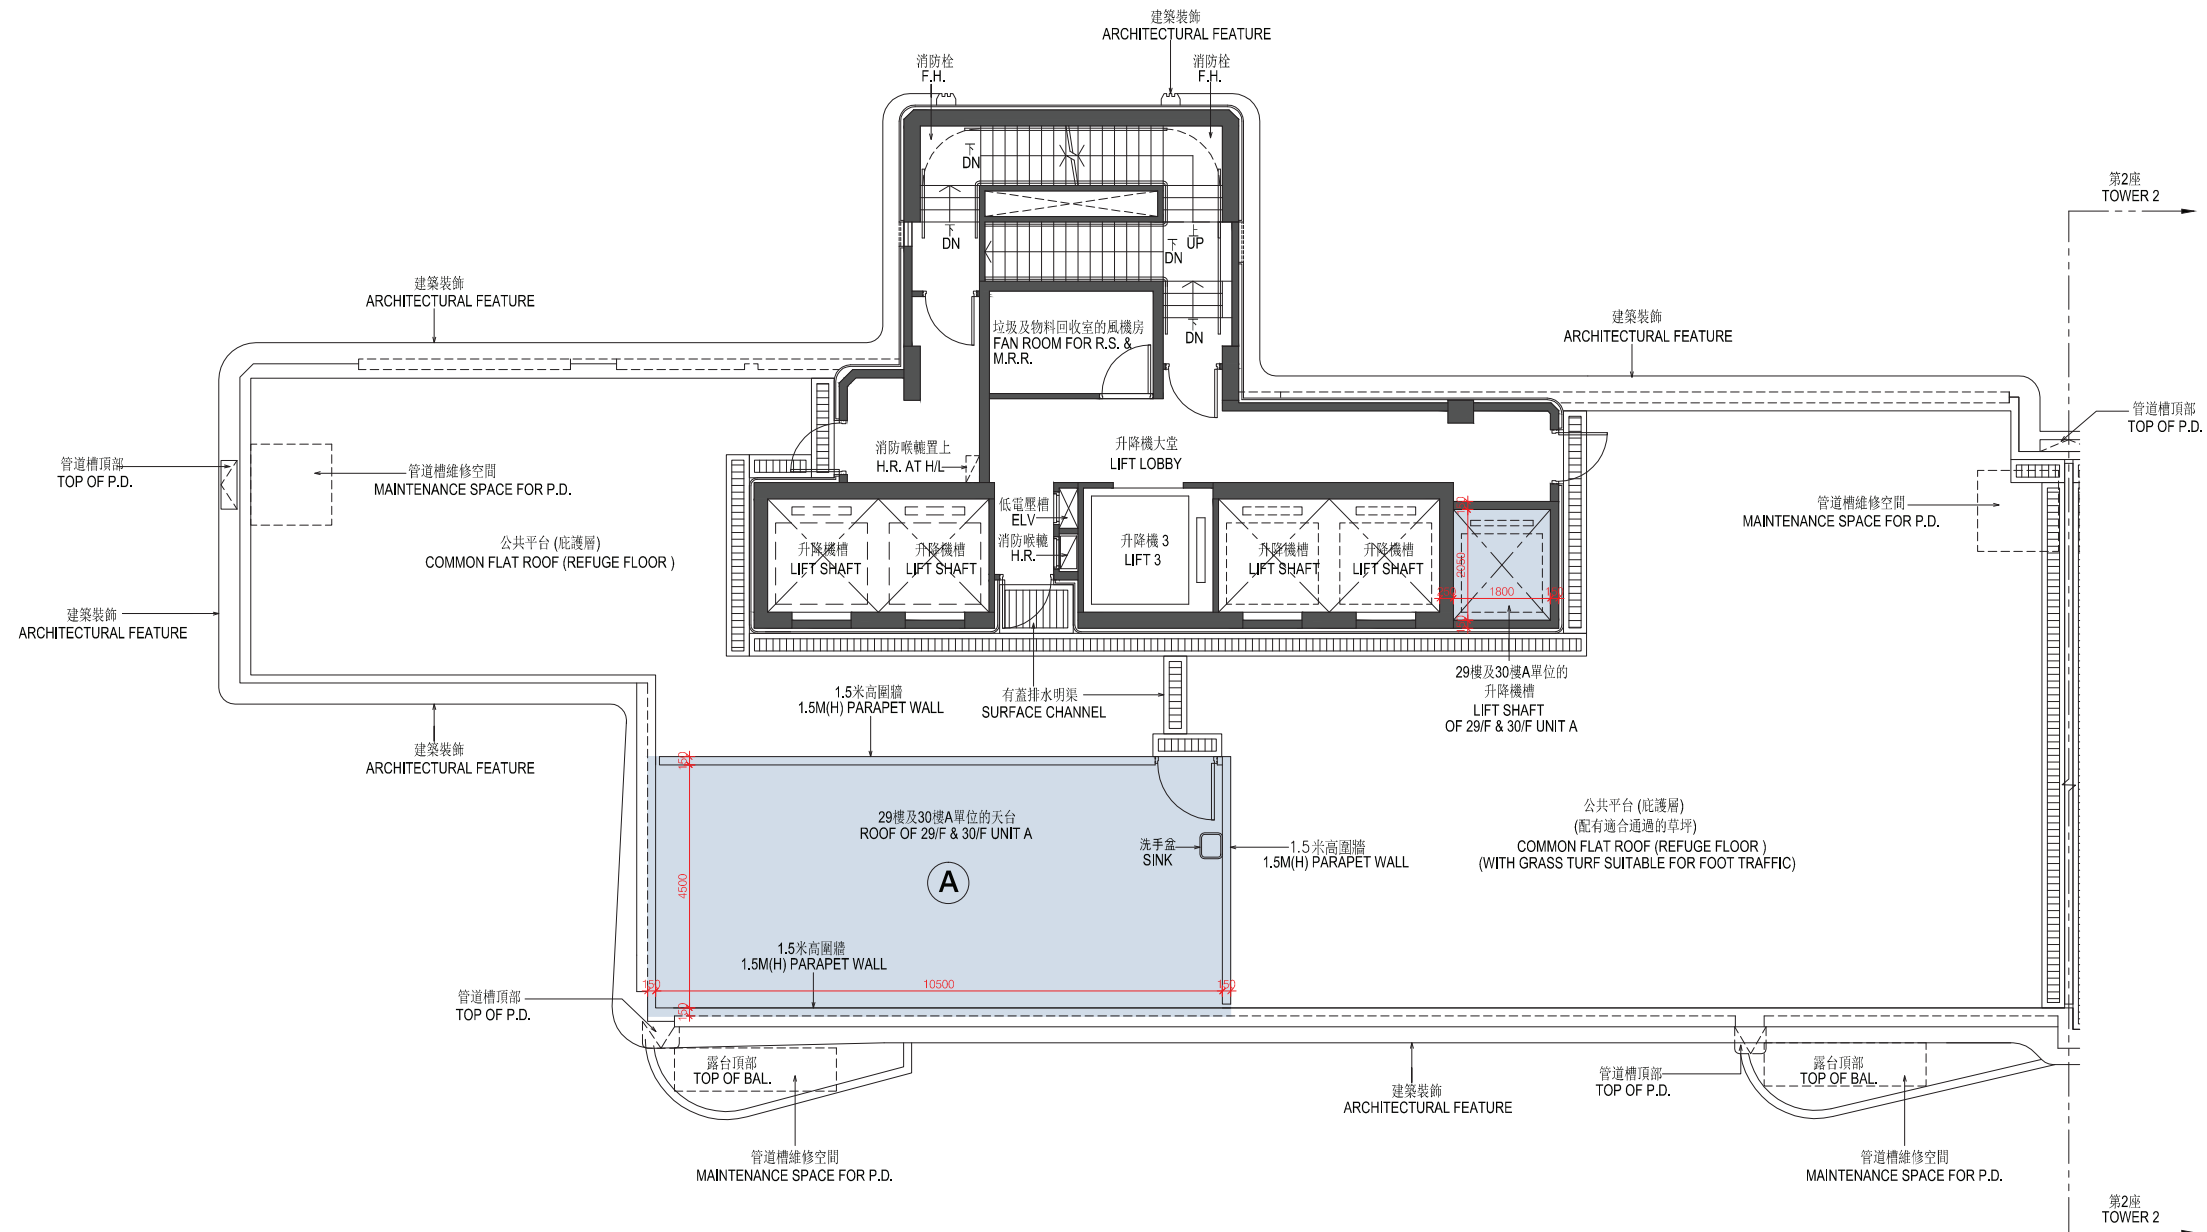 建築裝飾
ARCHITECTURAL FEATURE
消防栓
F.H.
消防栓
F.H.
第2座
TOWER 2
下
DN
下
DN
上
UP
下
DN
下
DN
建築裝飾
ARCHITECTURAL FEATURE
建築裝飾
ARCHITECTURAL FEATURE
垃圾及物料回收室的風機房
FAN ROOM FOR R.S. &
M.R.R.
管道槽頂部
TOP OF P.D.
管道槽頂部
TOP OF P.D.
管道槽維修空間
MAINTENANCE SPACE FOR P.D.
消防喉轆置上
H.R. AT H/L
升降機大堂
LIFT LOBBY
管道槽維修空間
MAINTENANCE SPACE FOR P.D.
低電壓槽
ELV
消防喉轆
H.R.
公共平台 (庇護層)
COMMON FLAT ROOF (REFUGE FLOOR )
升降機槽
LIFT SHAFT
升降機槽
LIFT SHAFT
升降機 3
LIFT 3
升降機槽
LIFT SHAFT
升降機槽
LIFT SHAFT
2050
1800
建築裝飾
ARCHITECTURAL FEATURE
29樓及30樓A單位的
升降機槽
LIFT SHAFT
OF 29/F & 30/F UNIT A
1.5米高圍牆
1.5M(H) PARAPET WALL
有蓋排水明渠
SURFACE CHANNEL
建築裝飾
ARCHITECTURAL FEATURE
150
29樓及30樓A單位的天台
ROOF OF 29/F & 30/F UNIT A
A
洗手盆
SINK
1.5米高圍牆
1.5M(H) PARAPET WALL
公共平台 (庇護層)
(配有適合通過的草坪)
COMMON FLAT ROOF (REFUGE FLOOR )
(WITH GRASS TURF SUITABLE FOR FOOT TRAFFIC)
4500
1.5米高圍牆
1.5M(H) PARAPET WALL
150
10500
150
150
管道槽頂部
TOP OF P.D.
露台頂部
TOP OF BAL.
管道槽頂部
TOP OF P.D.
露台頂部
TOP OF BAL.
建築裝飾
ARCHITECTURAL FEATURE
管道槽維修空間
MAINTENANCE SPACE FOR P.D.
管道槽維修空間
MAINTENANCE SPACE FOR P.D.
第2座
TOWER 2